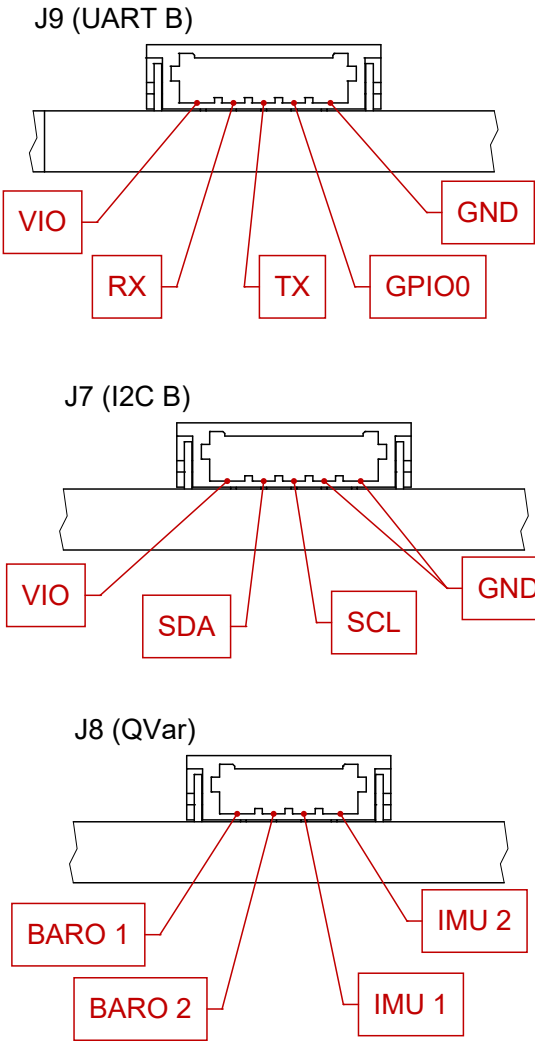 J9 (UART B)
VIO
GND
RX
TX
GPIO0
J7 (I2C B)
VIO
GND
SDA
SCL
J8 (QVar)
BARO 1
IMU 2
BARO 2
IMU 1